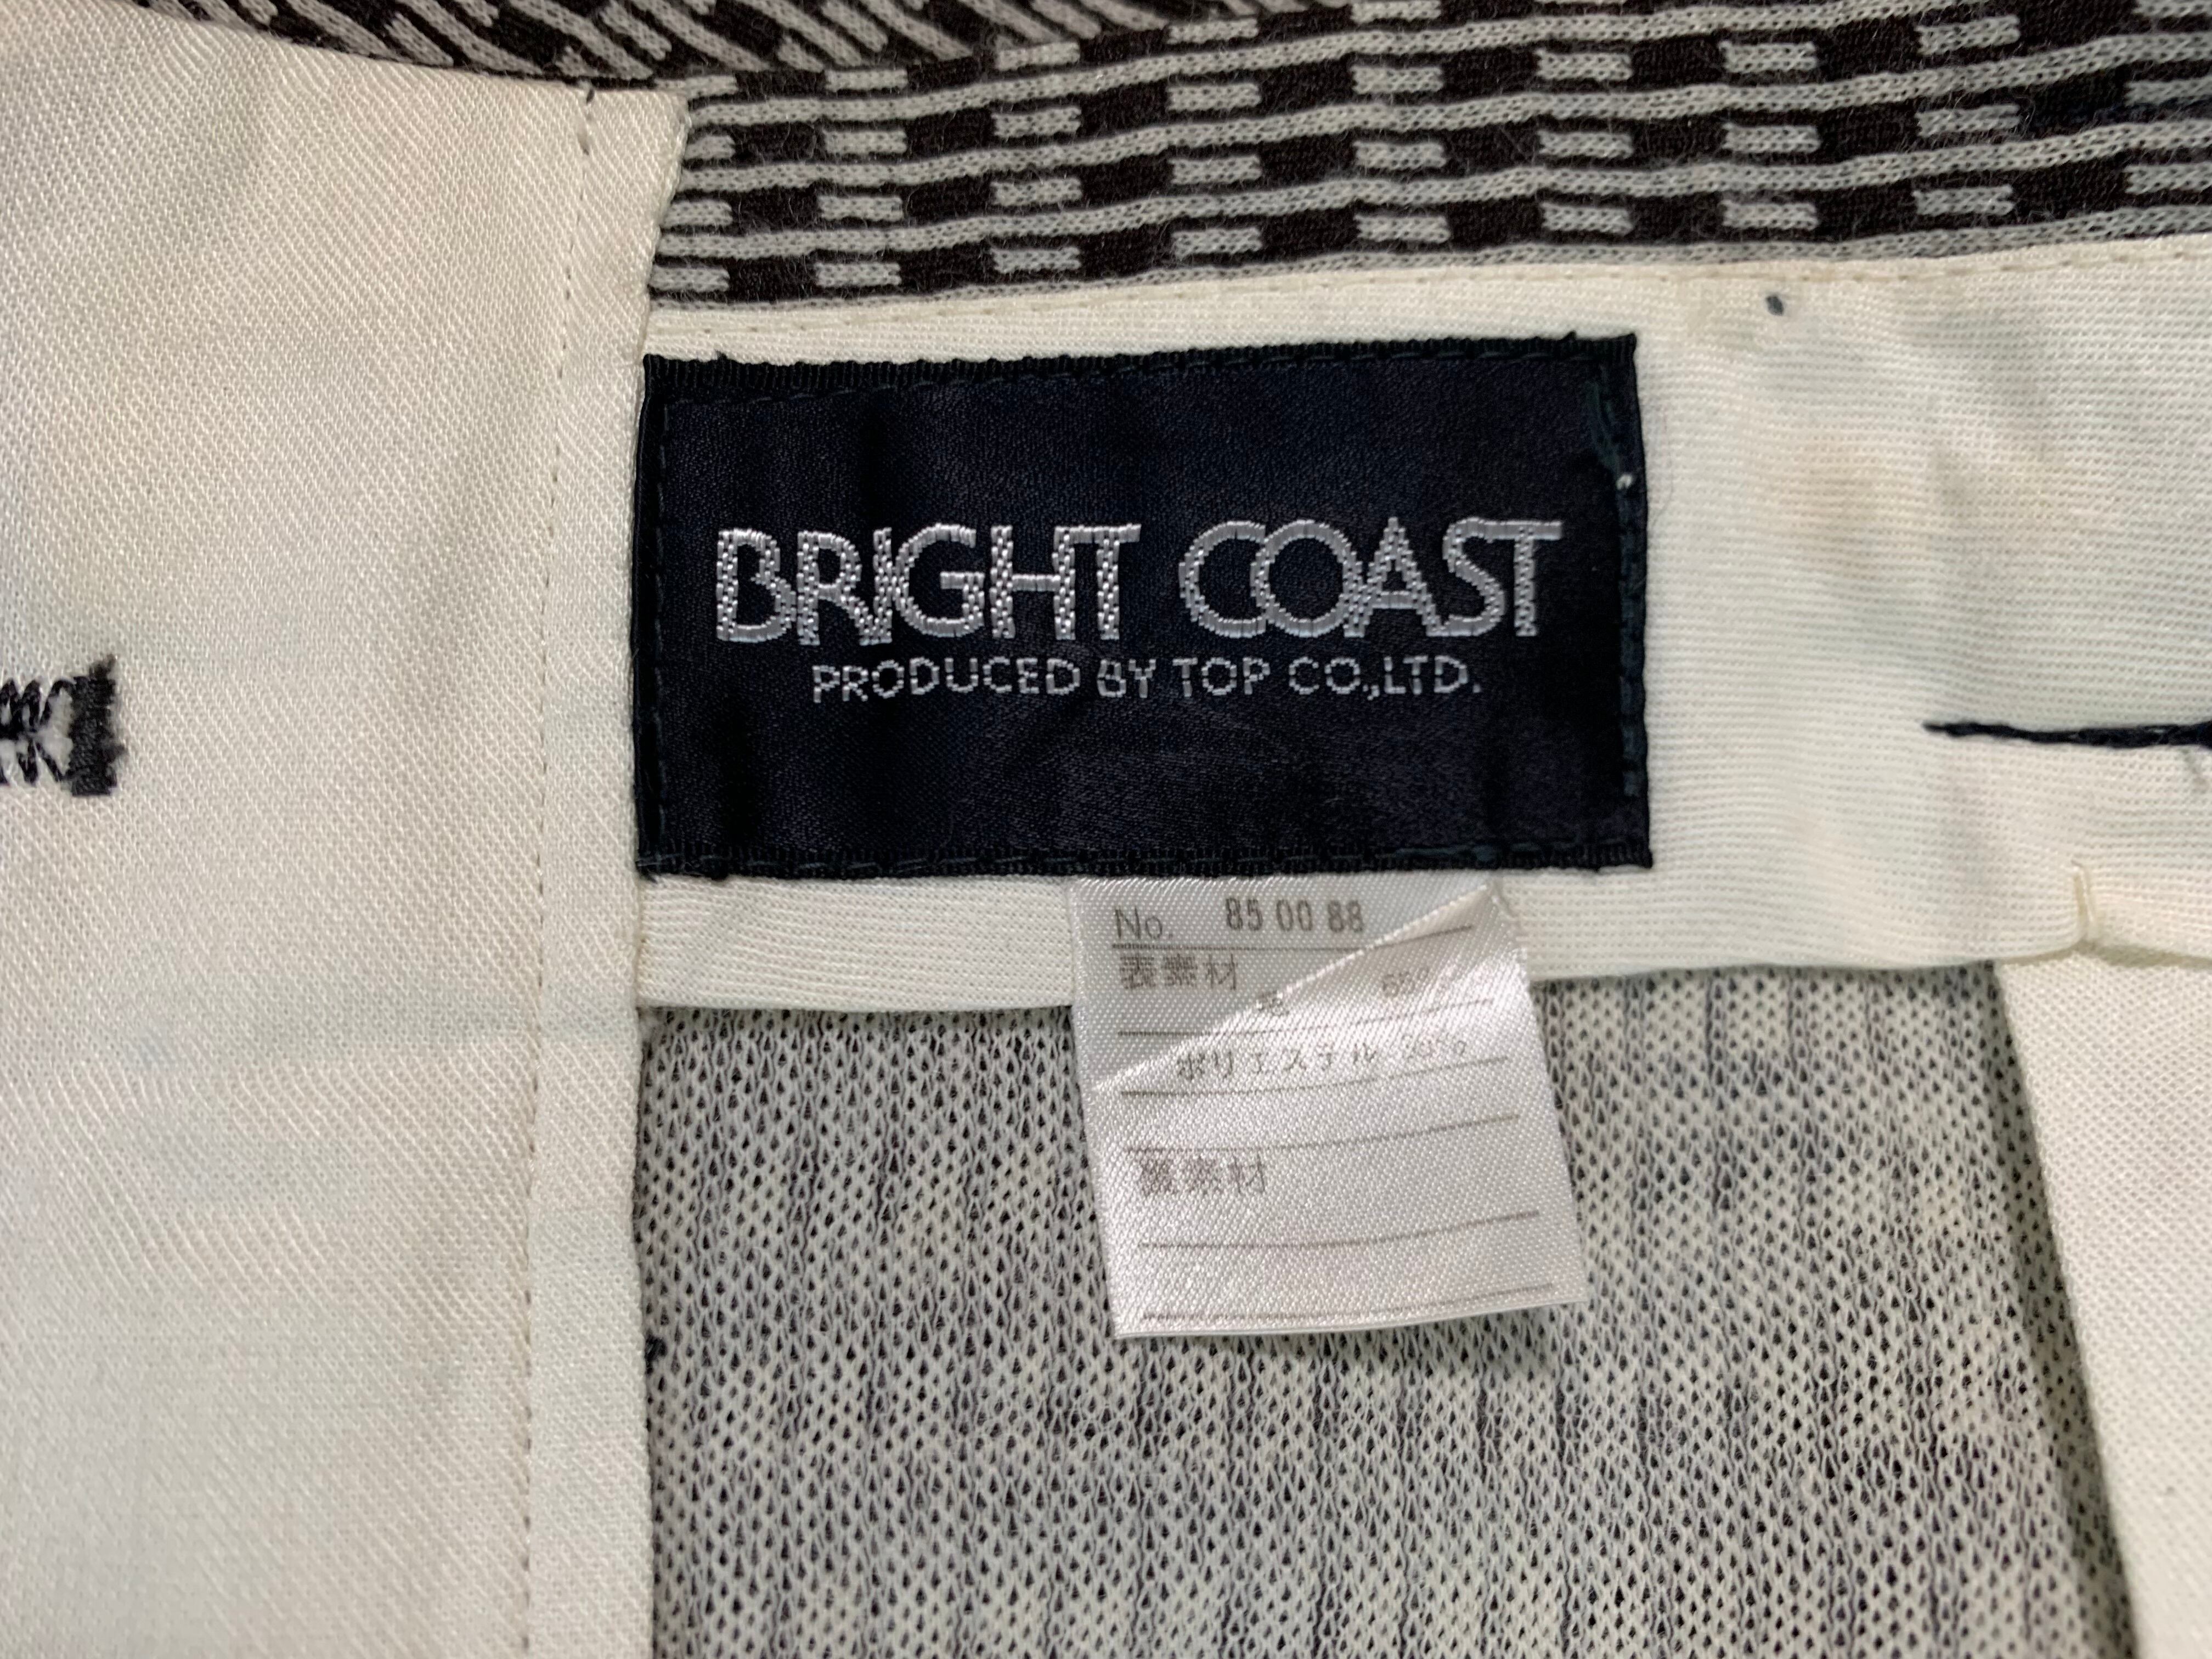 BRIGHT COAST
PRODUCED BY TOP CO.,LTD.
No. 85 00 88
表素材
ポリエステル
裏素材